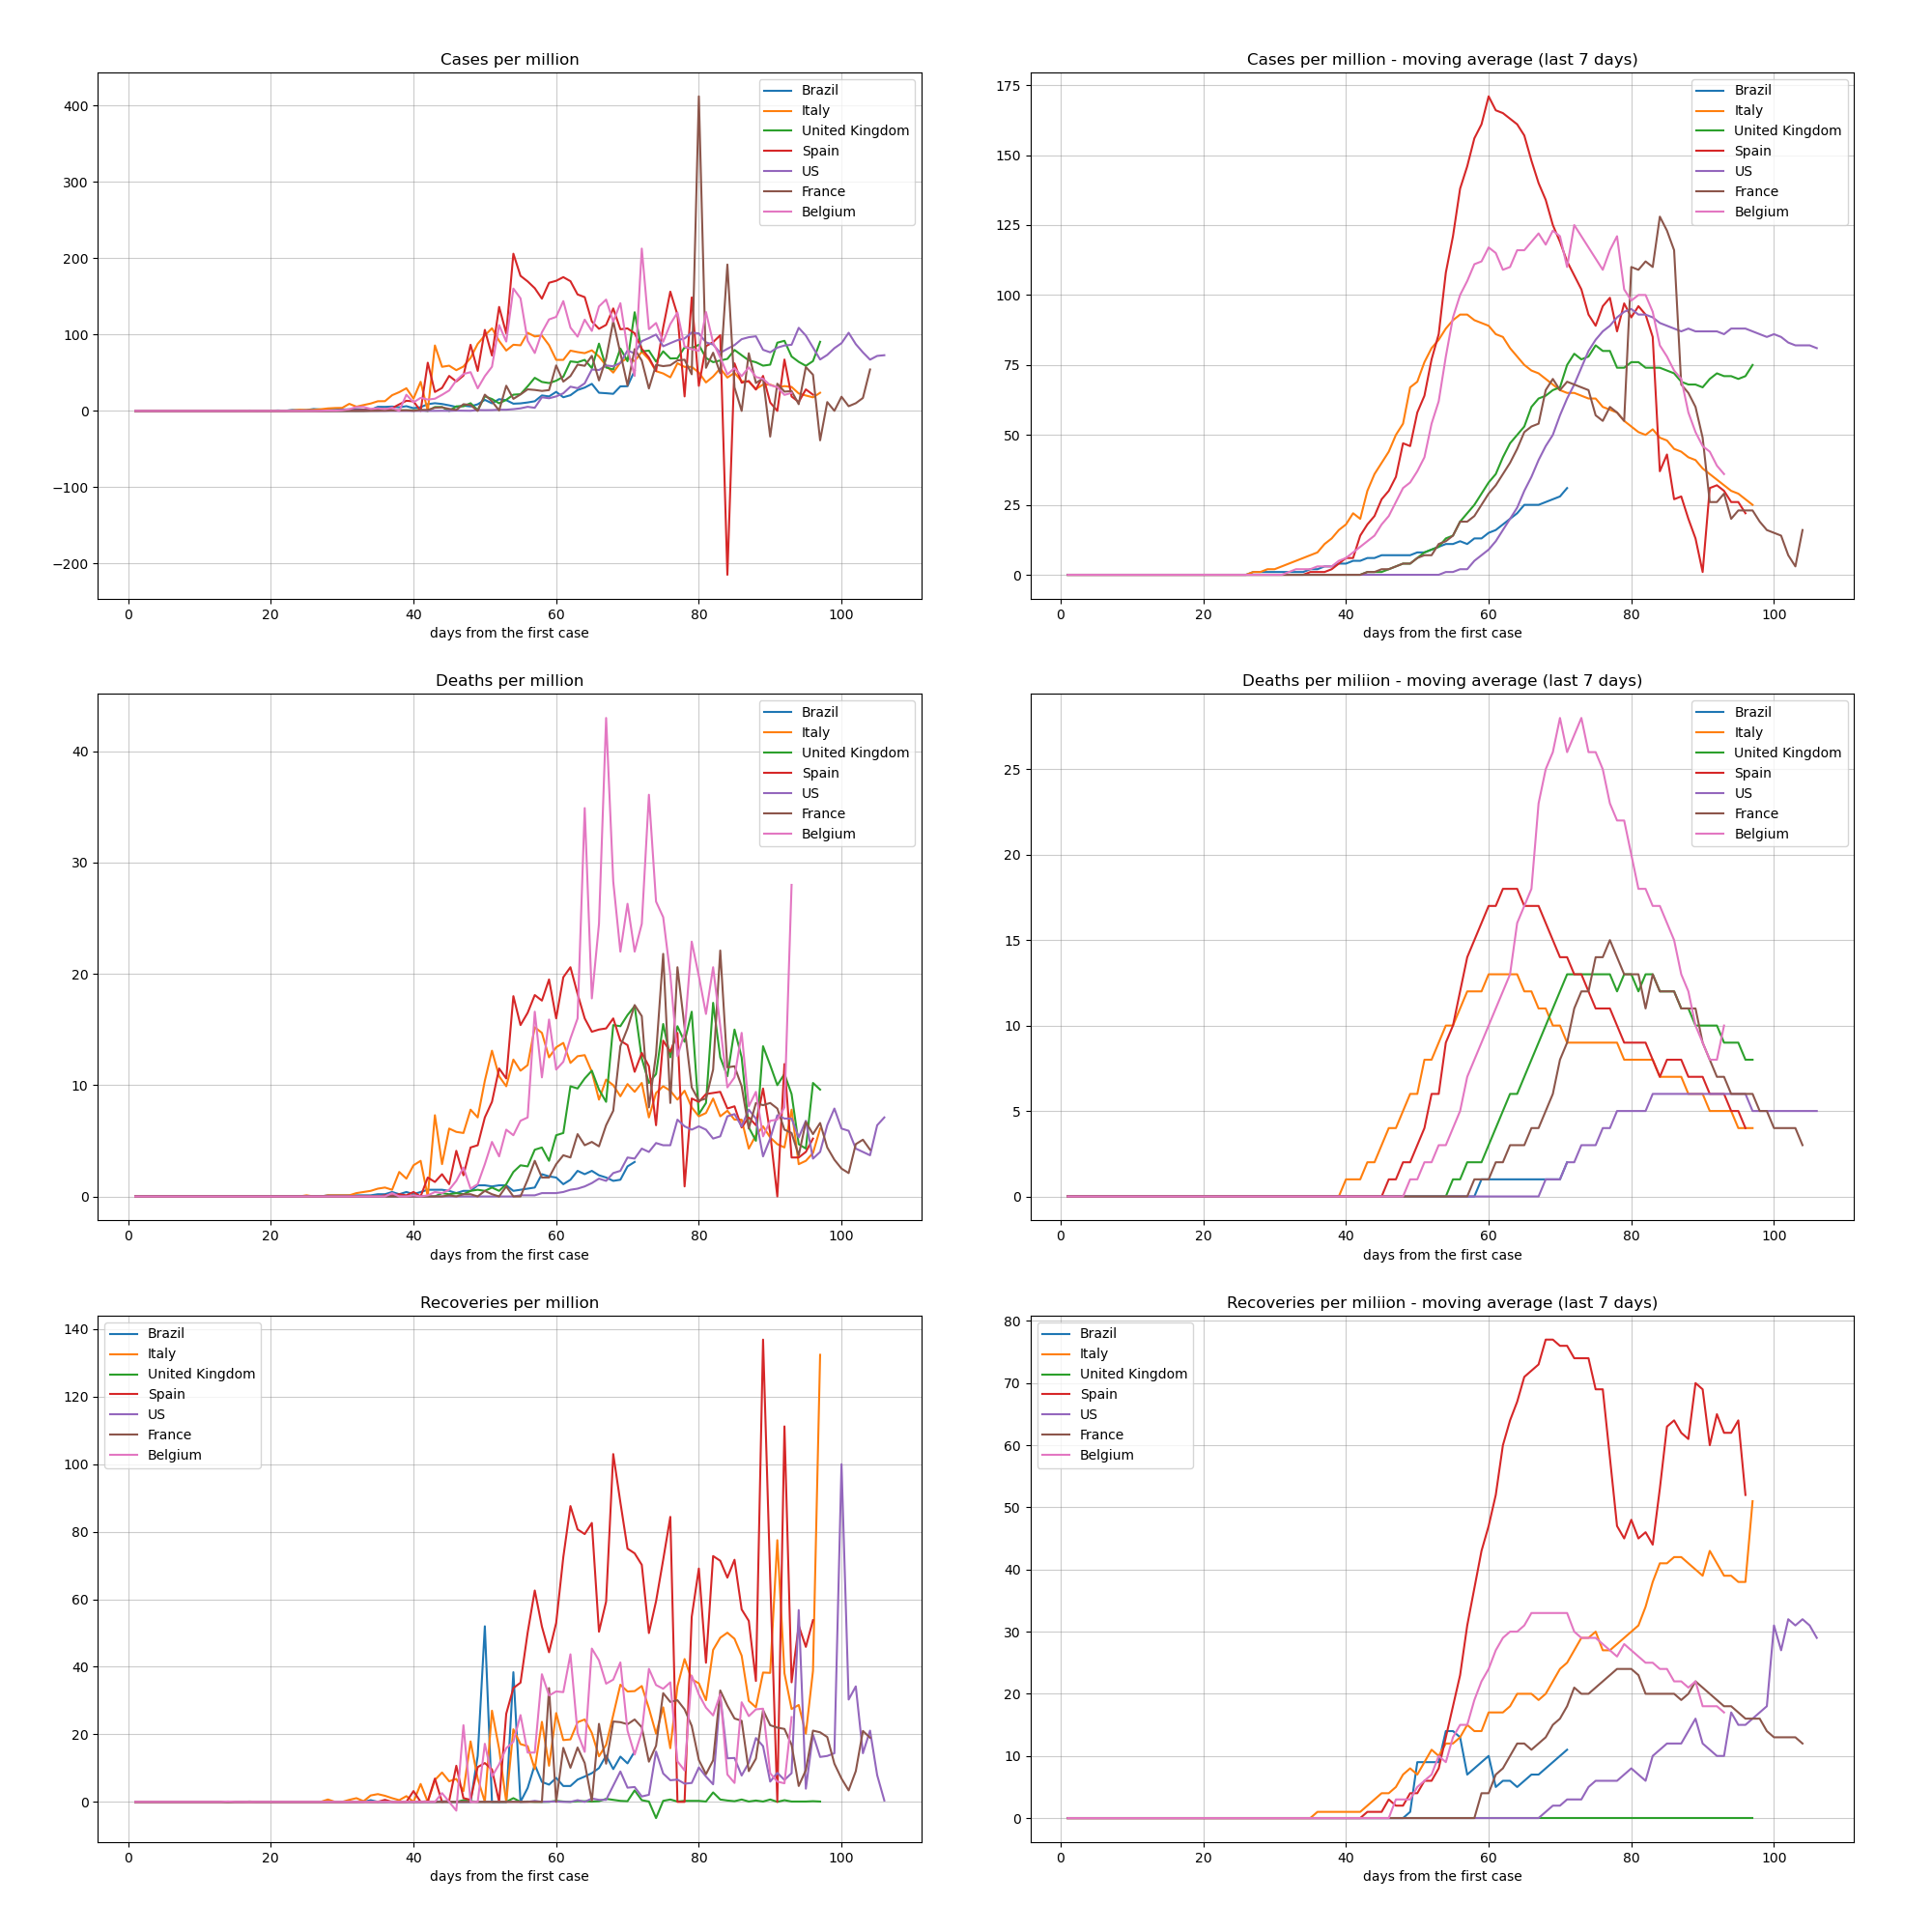 Cases per million
400
300
200
100
0
−100
−200
0 20 40 60 80 100
days from the first case
Brazil
Italy
United Kingdom
Spain
US
France
Belgium
Cases per million - moving average (last 7 days)
175
150
125
100
75
50
25
0
0 20 40 60 80 100
days from the first case
Brazil
Italy
United Kingdom
Spain
US
France
Belgium
Deaths per million
40
30
20
10
0
0 20 40 60 80 100
days from the first case
Brazil
Italy
United Kingdom
Spain
US
France
Belgium
Deaths per miliion - moving average (last 7 days)
25
20
15
10
5
0
0 20 40 60 80 100
days from the first case
Brazil
Italy
United Kingdom
Spain
US
France
Belgium
Recoveries per million
140
120
100
80
60
40
20
0
0 20 40 60 80 100
days from the first case
Brazil
Italy
United Kingdom
Spain
US
France
Belgium
Recoveries per miliion - moving average (last 7 days)
80
70
60
50
40
30
20
10
0
0 20 40 60 80 100
days from the first case
Brazil
Italy
United Kingdom
Spain
US
France
Belgium